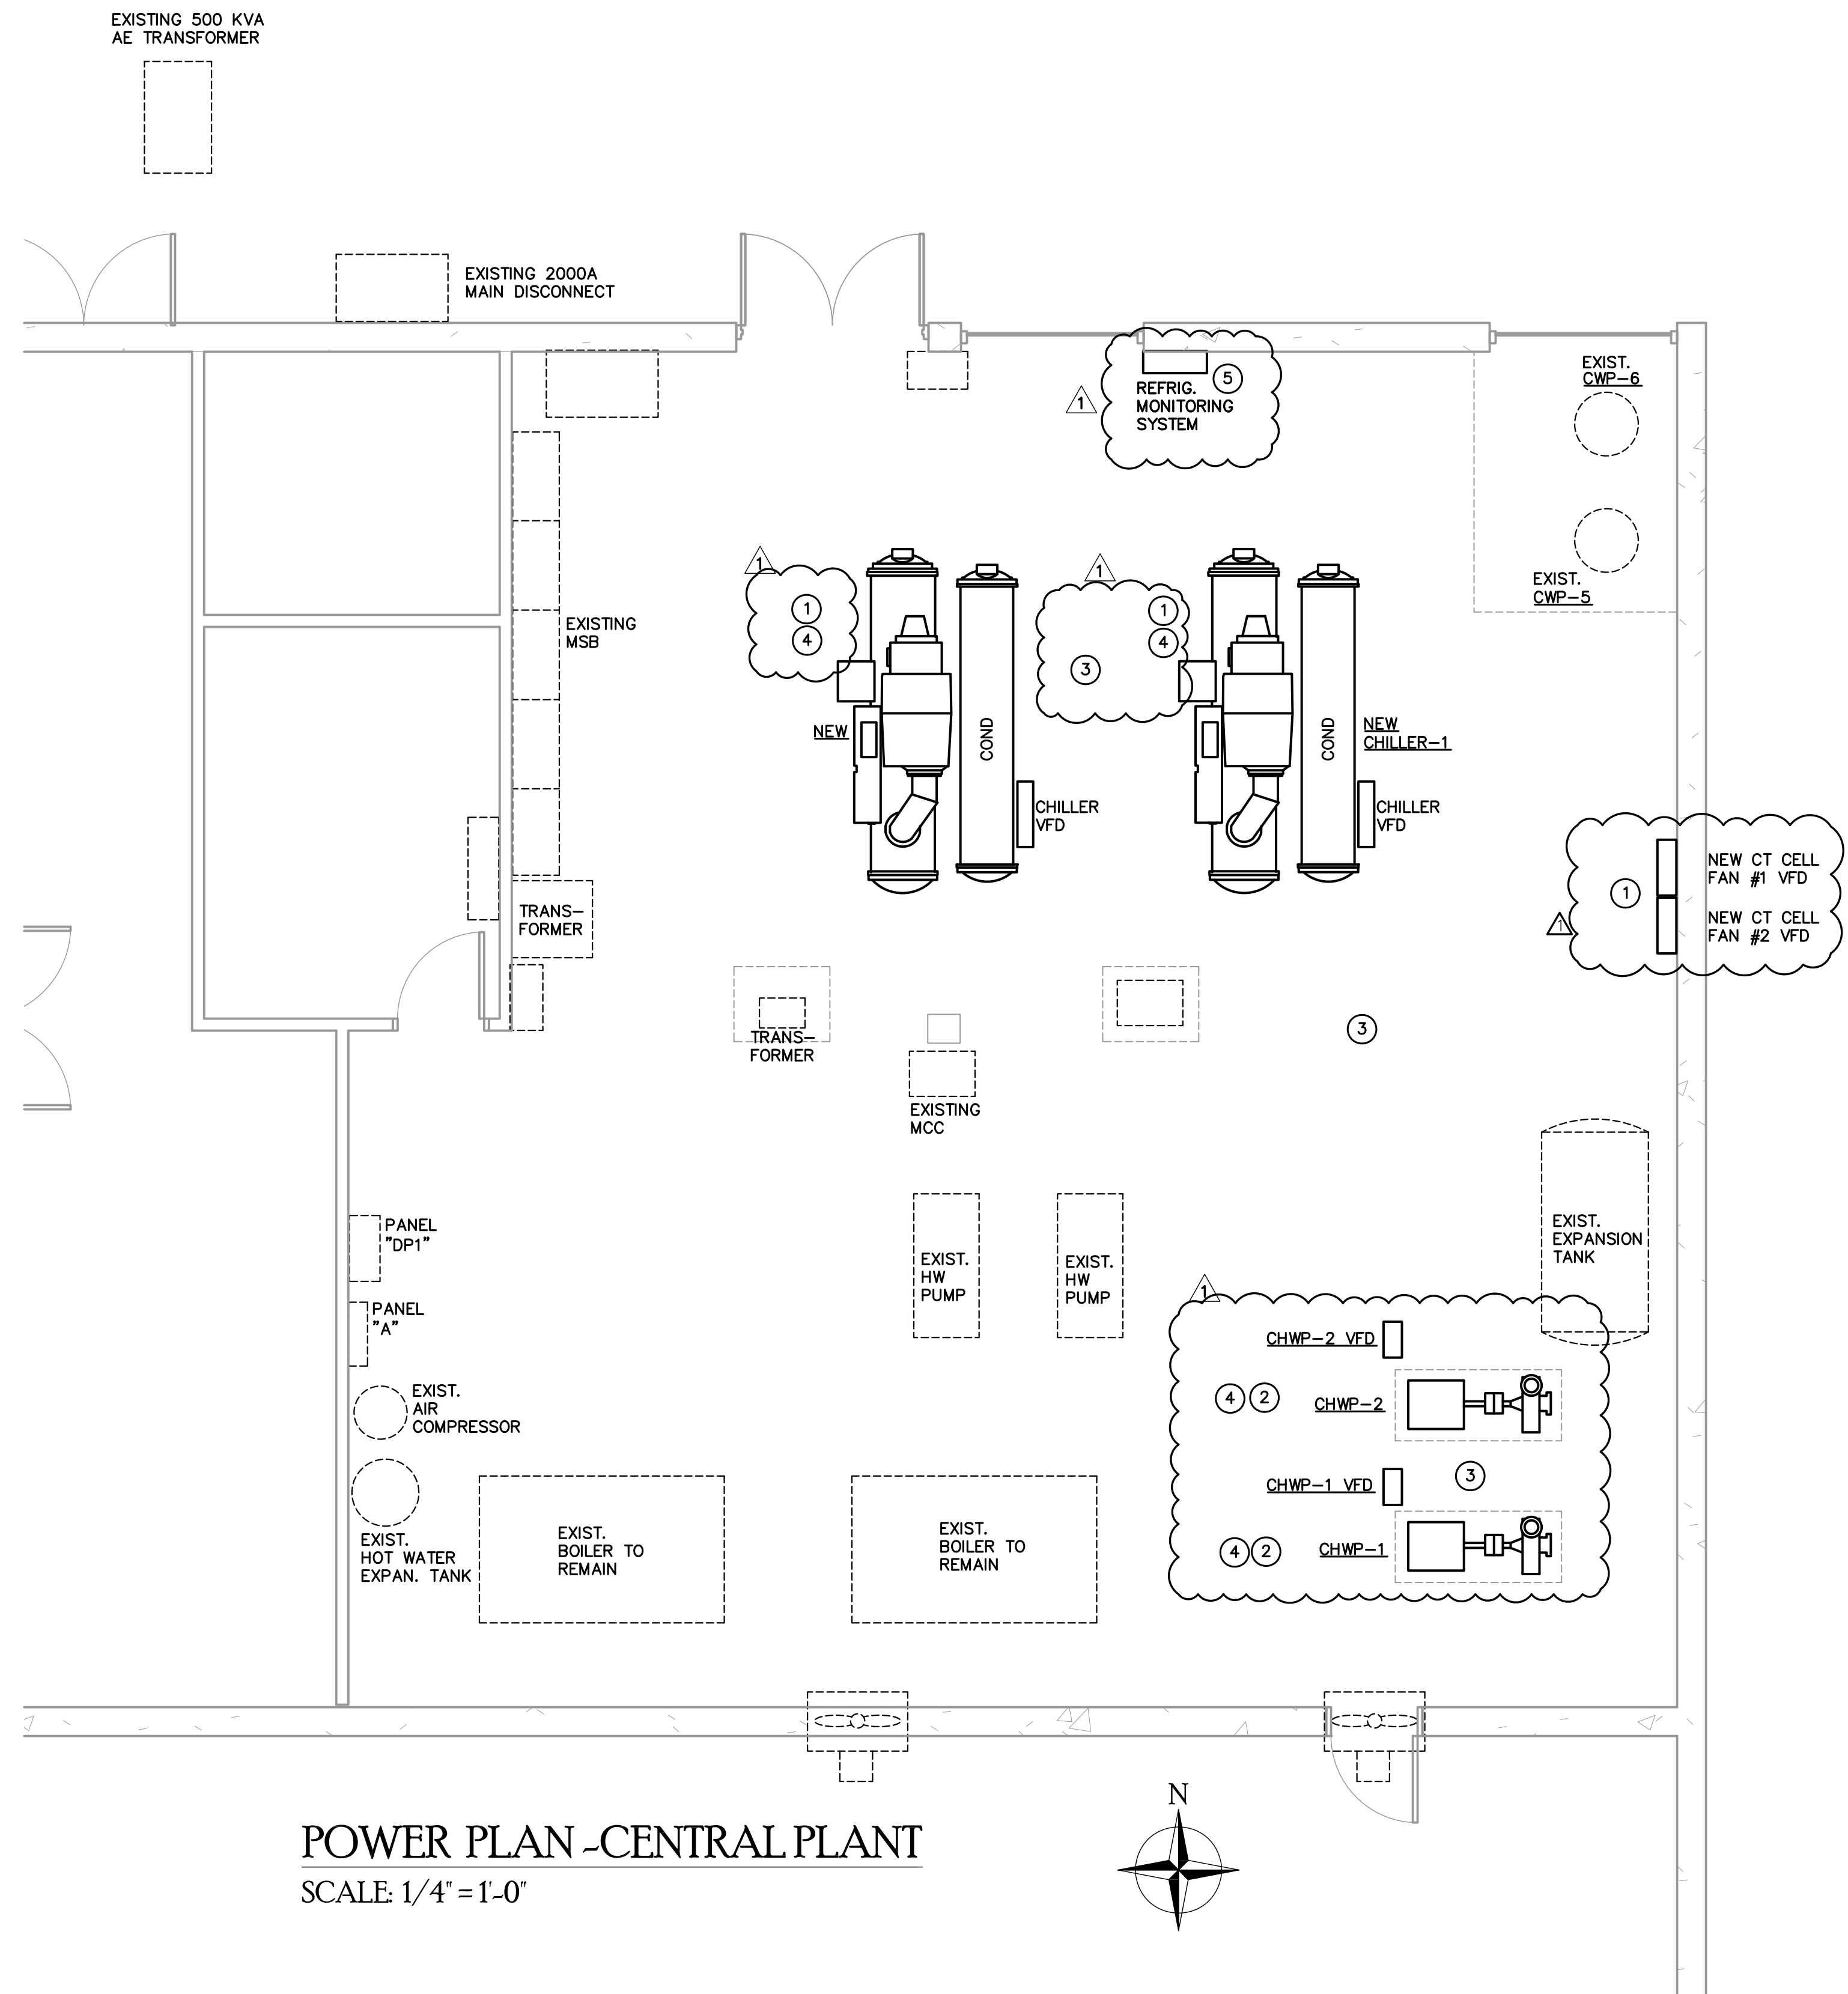 EXISTING 500 KVA
AE TRANSFORMER
EXISTING 2000A
MAIN DISCONNECT
EXIST.
CWP-6
5
REFRIG.
MONITORING
SYSTEM
1
EXIST.
CWP-5
1
1
4
1
1
4
3
EXISTING
MSB
NEW
COND
CHILLER
VFD
COND
NEW
CHILLER-1
CHILLER
VFD
1
1
NEW CT CELL
FAN #1 VFD
NEW CT CELL
FAN #2 VFD
TRANS-
FORMER
TRANS-
FORMER
3
EXISTING
MCC
PANEL
"DP1"
PANEL
"A"
EXIST.
HW
PUMP
EXIST.
HW
PUMP
EXIST.
EXPANSION
TANK
1
CHWP-2 VFD
4
2
CHWP-2
CHWP-1 VFD
3
4
2
CHWP-1
EXIST.
AIR
COMPRESSOR
EXIST.
HOT WATER
EXPAN. TANK
EXIST.
BOILER TO
REMAIN
EXIST.
BOILER TO
REMAIN
N
POWER PLAN -CENTRAL PLANT
SCALE: 1/4" = 1'-0"